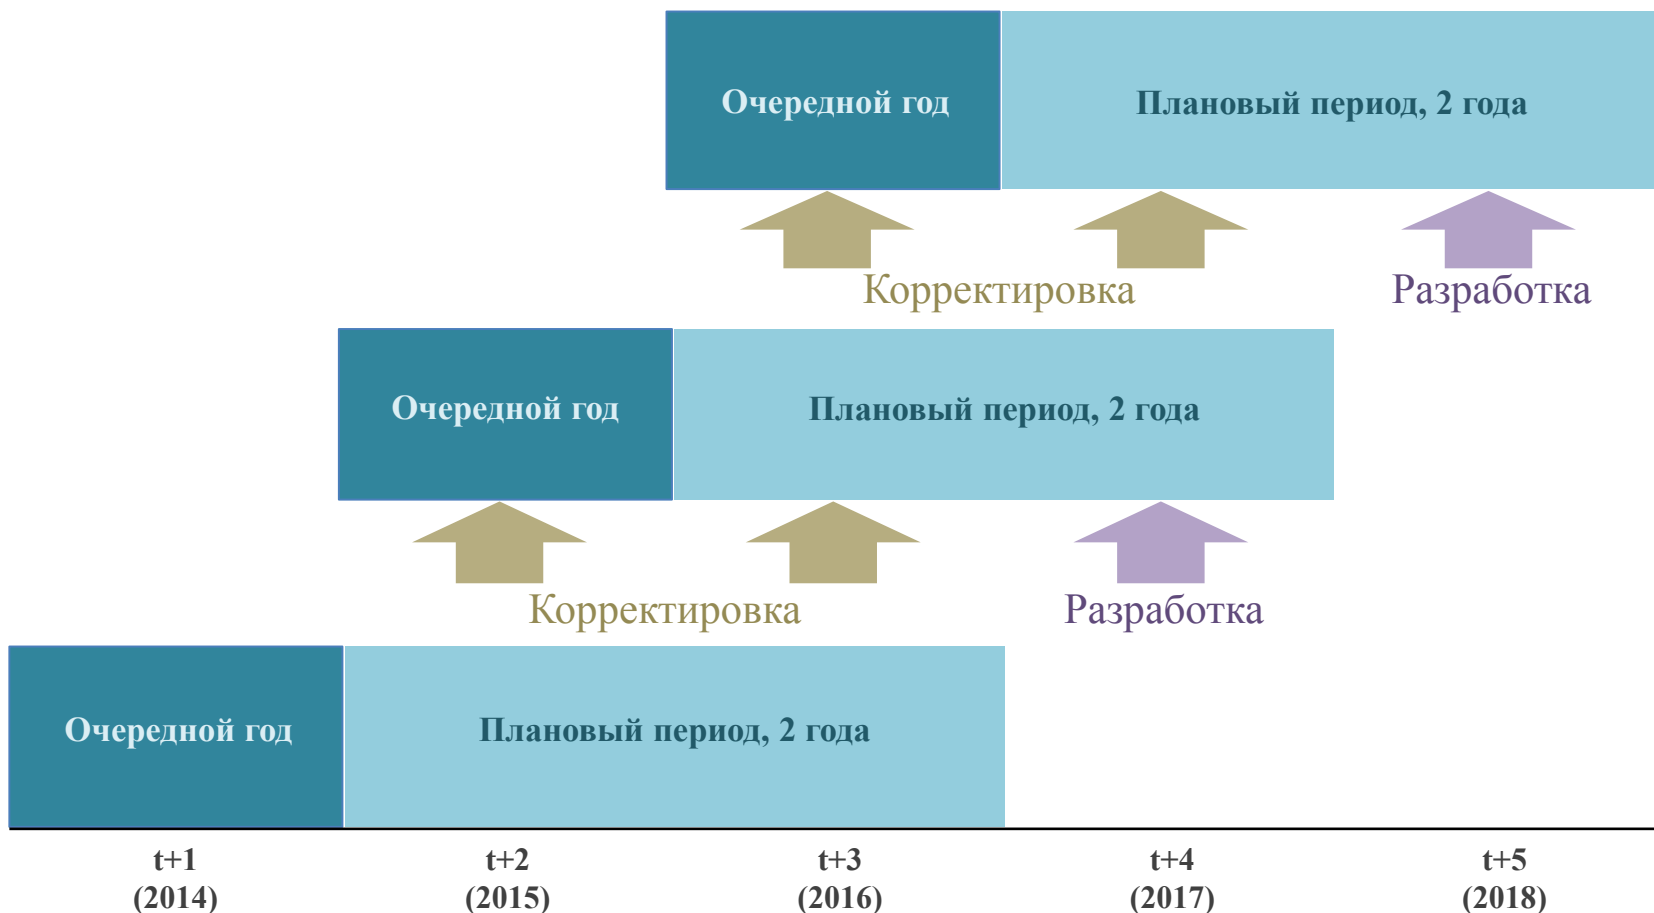 Очередной год
Плановый период, 2 года
Корректировка
Разработка
Очередной год
Плановый период, 2 года
Корректировка
Разработка
Очередной год
Плановый период, 2 года
t+1
(2014)
t+2
(2015)
t+3
(2016)
t+4
(2017)
t+5
(2018)